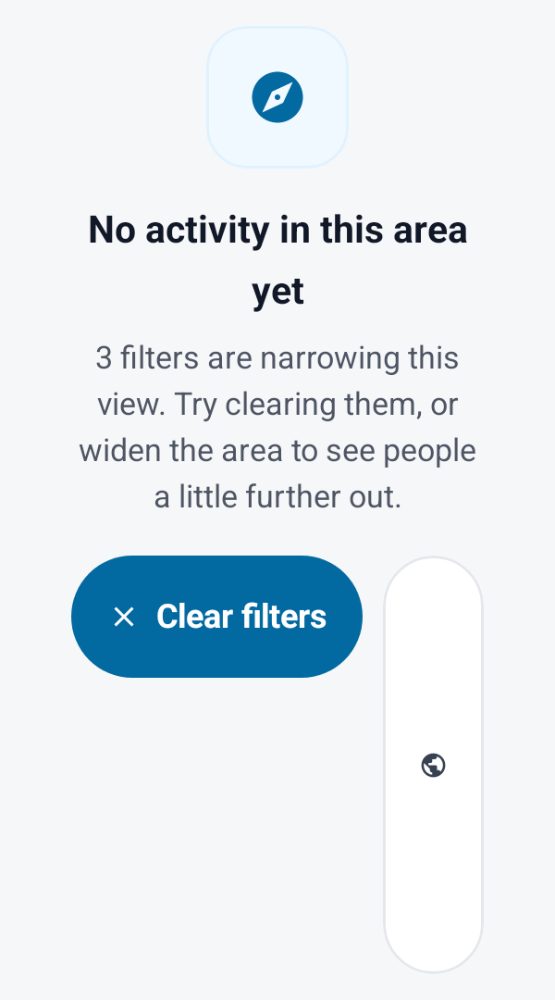 No activity in this area
yet
3 filters are narrowing this
view. Try clearing them, or
widen the area to see people
a little further out.
Clear filters